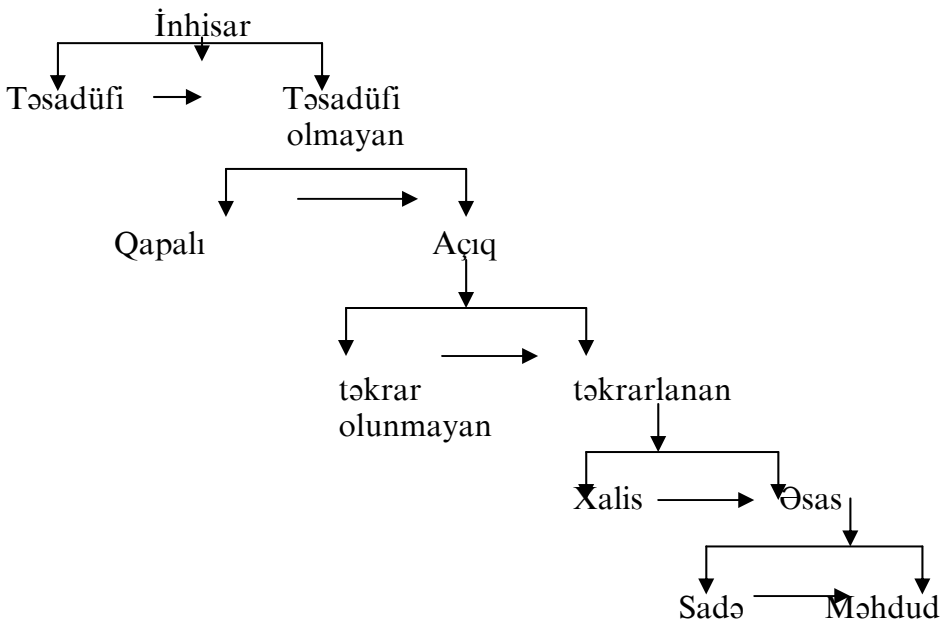 İnhisar
Təsadüfi Təsadüfi
olmayan
Qapalı Açıq
təkrar təkrarlanan
olunmayan
Xalis Əsas
Sadə Məhdud